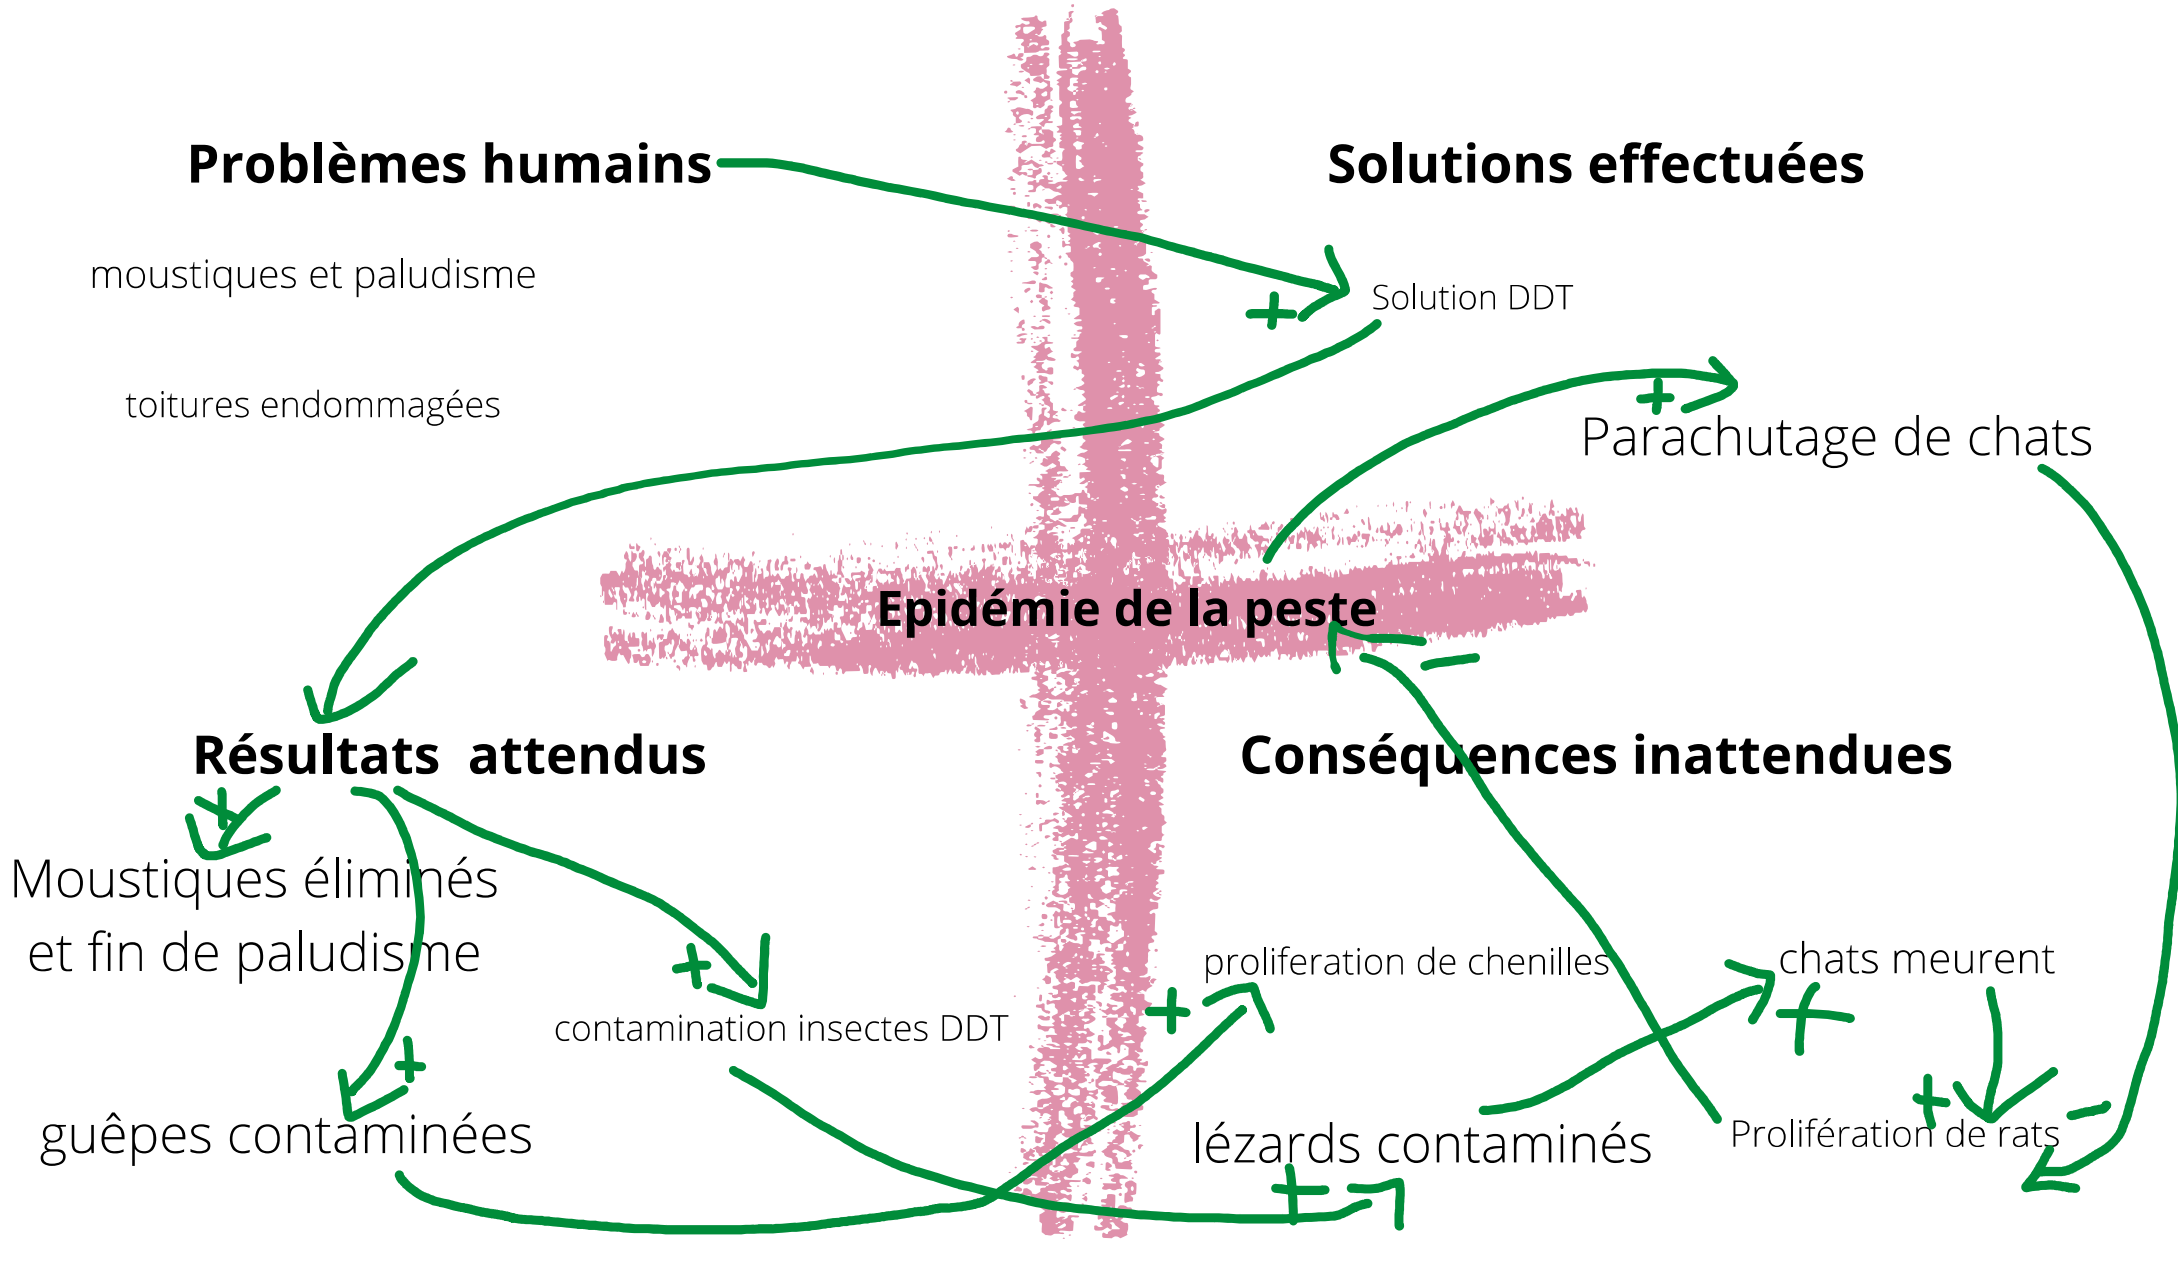 Problèmes humains
Solutions effectuées
moustiques et paludisme
Solution DDT
toitures endommagées
Parachutage de chats
Epidémie de la peste
Résultats  attendus
Conséquences inattendues
Moustiques éliminés
et fin de paludisme
proliferation de chenilles
chats meurent
contamination insectes DDT
guêpes contaminées
lézards contaminés
Prolifération de rats